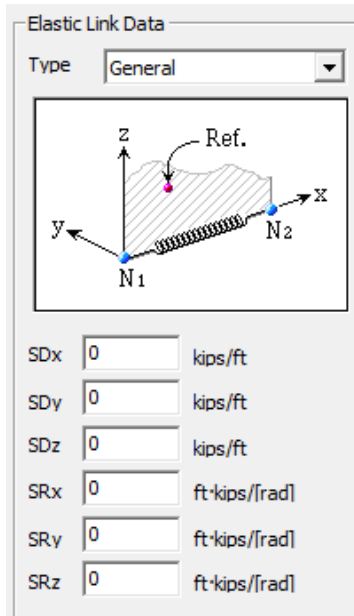 Elastic Link Data
Type General
z
Ref.
x
y
N2
N1
SDx 0 kips/ft
SDy 0 kips/ft
SDz 0 kips/ft
SRx 0 ft·kips/[rad]
SRy 0 ft·kips/[rad]
SRz 0 ft·kips/[rad]